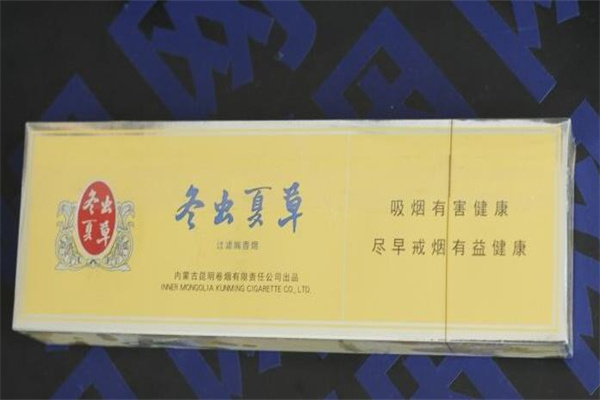 冬虫
夏草
冬虫夏草
过滤嘴香烟
内蒙古昆明卷烟有限责任公司出品
INNER MONGOLIA KUNMING CIGARETTE CO., LTD.
吸烟有害健康
尽早戒烟有益健康